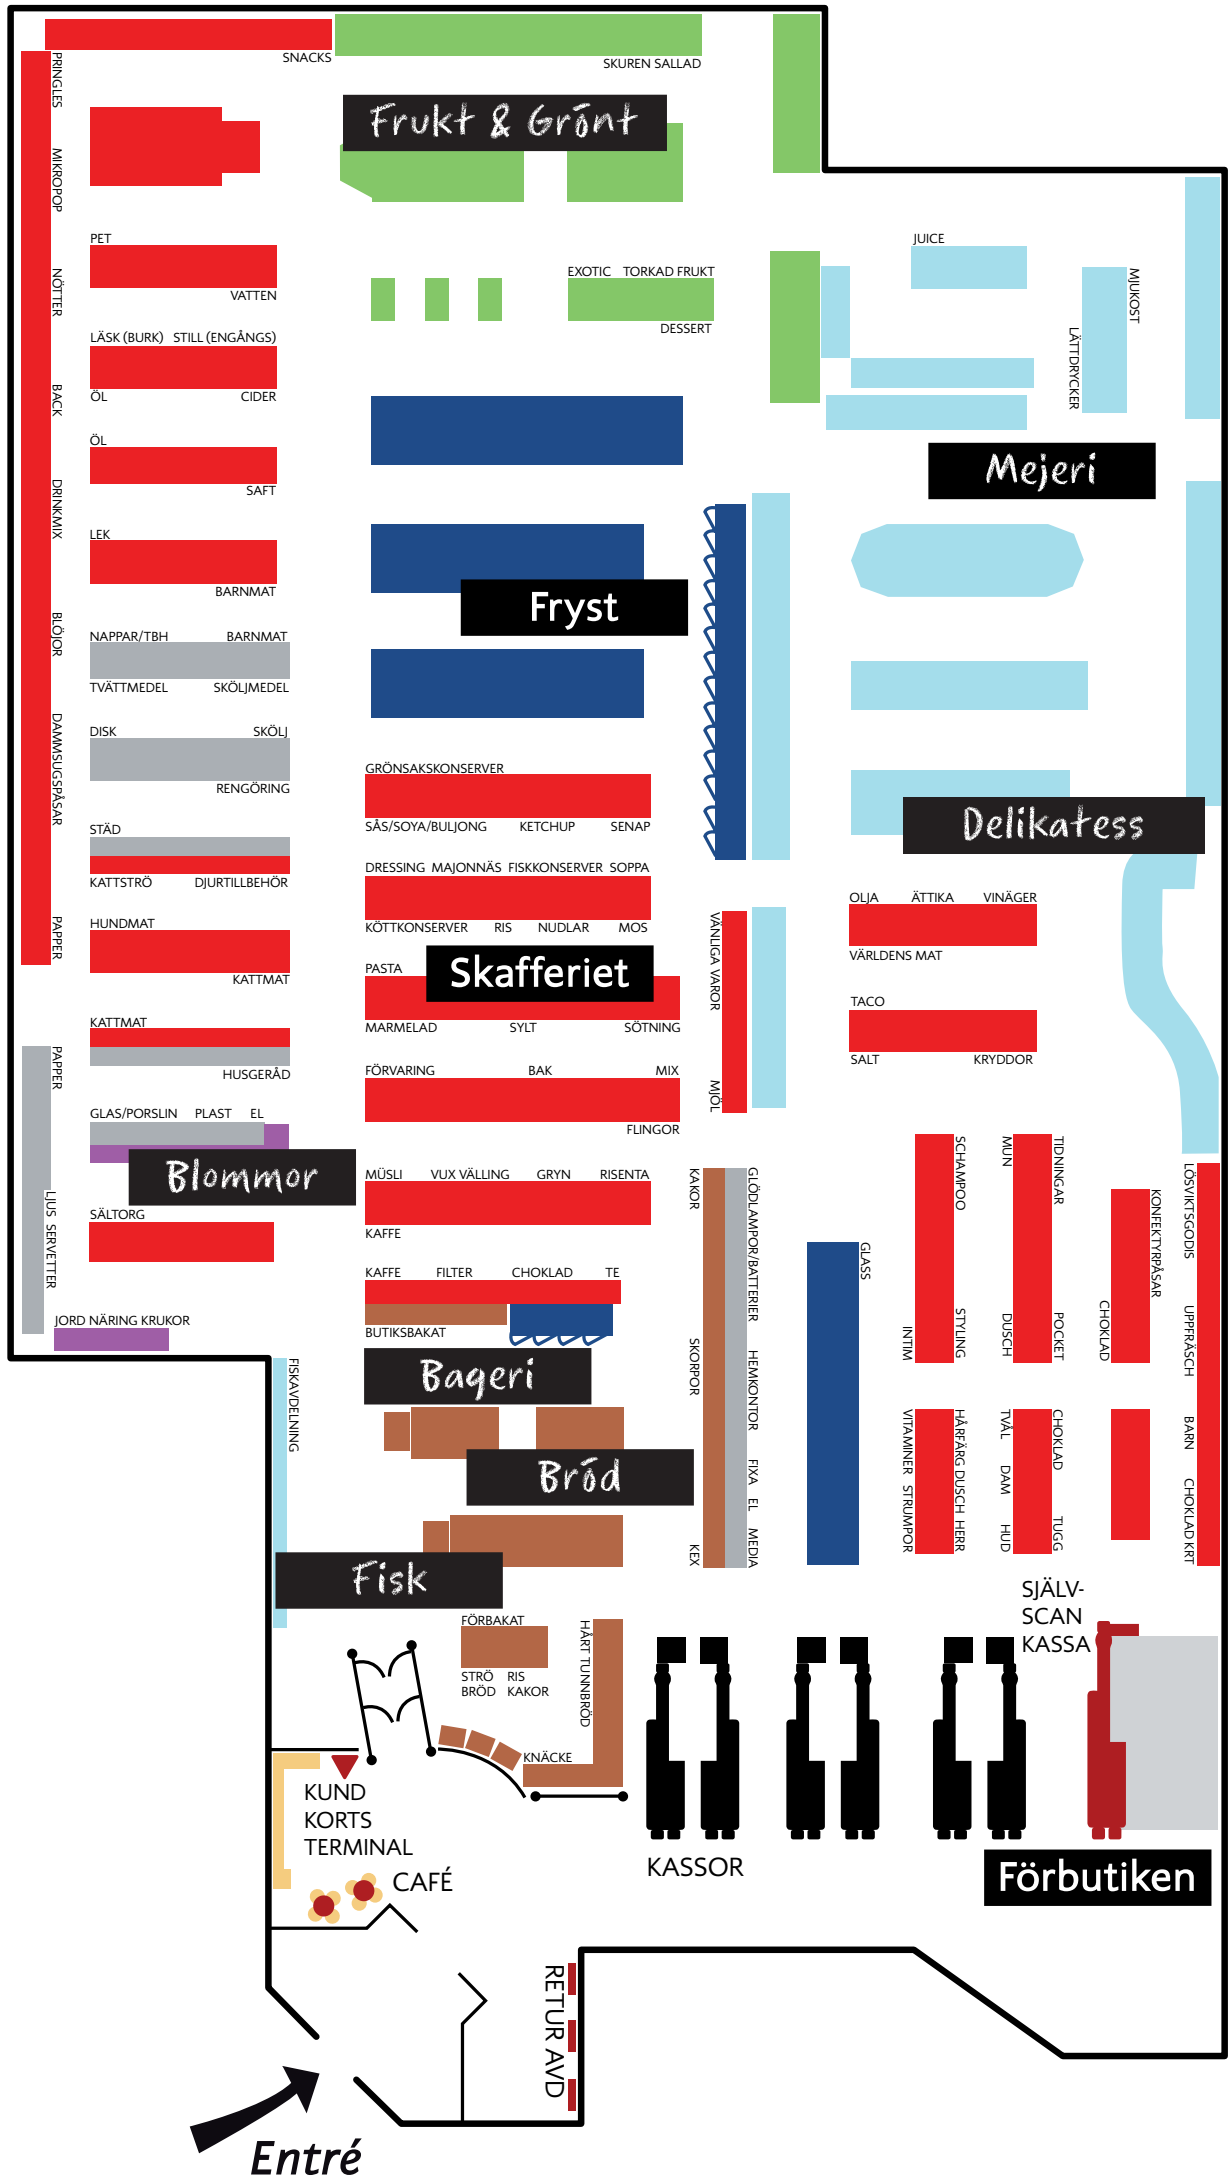 SNACKS
SKUREN SALLAD
PRINGLES
MIKROPOP
NÖTTER
BACK
DRINKMIX
BLÖJOR
DAMMSUGSPÅSAR
PAPPER
PAPPER
LJUS SERVETTER
Frukt & Grönt
PET
VATTEN
LÄSK (BURK) STILL (ENGÅNGS)
ÖL CIDER
ÖL
SAFT
LEK
BARNMAT
NAPPAR/TBH BARNMAT
TVÄTTMEDEL SKÖLJMEDEL
DISK SKÖLJ
RENGÖRING
STÄD
KATTSTRÖ DJURTILLBEHÖR
HUNDMAT
KATTMAT
KATTMAT
HUSGERÅD
GLAS/PORSLIN PLAST EL
Blommor
SÄLTORG
JORD NÄRING KRUKOR
EXOTIC TORKAD FRUKT
DESSERT
JUICE
MJUKOST
LÄTTDRYCKER
Mejeri
Fryst
GRÖNSAKSKONSERVER
SÅS/SOYA/BULJONG KETCHUP SENAP
DRESSING MAJONNÄS FISKKONSERVER SOPPA
KÖTTKONSERVER RIS NUDLAR MOS
Skafferiet
PASTA
MARMELAD SYLT SÖTNING
FÖRVARING BAK MIX
FLINGOR
MÜSLI VUX VÄLLING GRYN RISENTA
KAFFE
KAFFE FILTER CHOKLAD TE
BUTIKSBAKAT
Bageri
Bröd
Delikatess
OLJA ÄTTIKA VINÄGER
VÄRLDENS MAT
TACO
SALT KRYDDOR
VÄNLIGA VAROR
MJÖL
KAKOR
SKORPOR
KEX
GLÖDLAMPOR/BATTERIER
HEMKONTOR
FIXA EL MEDIA
GLASS
SCHAMPOO
STYLING
INTIM
MUN
DUSCH
TIDNINGAR
POCKET
KONFEKTYRPÅSAR
CHOKLAD
LÖSVIKTSGODIS
UPPFRÄSCH
BARN
CHOKLAD KRT
VITAMINER STRUMPOR
HÅRFÄRG DUSCH HERR
TVÅL DAM HUD
CHOKLAD
TUGG
FISKAVDELNING
Fisk
FÖRBAKAT
STRÖ RIS
BRÖD KAKOR
HÅRT TUNNBRÖD
KNÄCKE
SJÄLV-
SCAN
KASSA
KUND
KORTS
TERMINAL
CAFÉ
KASSOR
Förbutiken
RETUR AVD
Entré